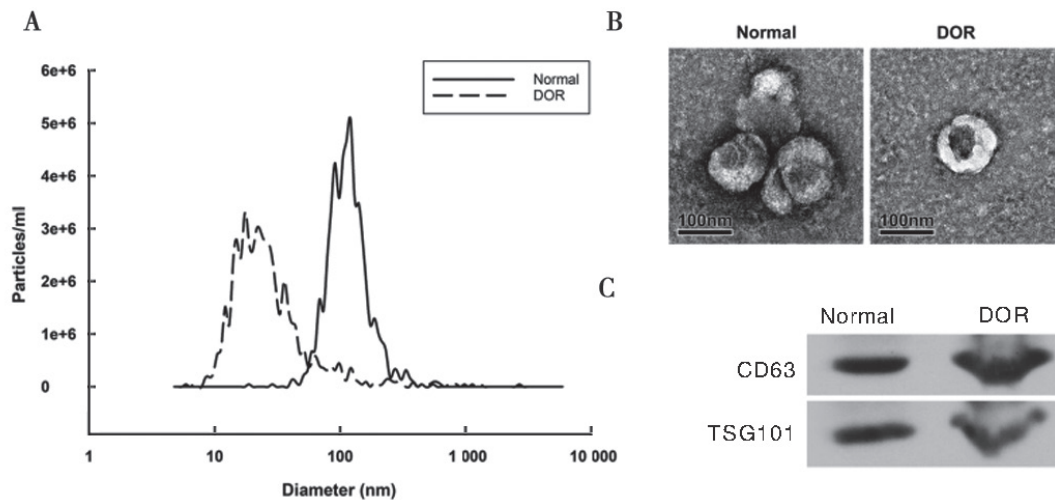 A
6e+6
5e+6
4e+6
3e+6
2e+6
1e+6
0
Particles/ml
1
10
100
1 000
10 000
Diameter (nm)
Normal
DOR
B
Normal
DOR
100nm
100nm
C
Normal
DOR
CD63
TSG101